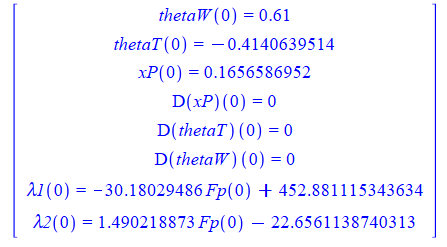 thetaW(0) = 0.61
thetaT(0) = −0.4140639514
xP(0) = 0.1656586952
D(xP)(0) = 0
D(thetaT)(0) = 0
D(thetaW)(0) = 0
λ1(0) = −30.18029486 Fp(0) + 452.881115343634
λ2(0) = 1.490218873 Fp(0) − 22.6561138740313